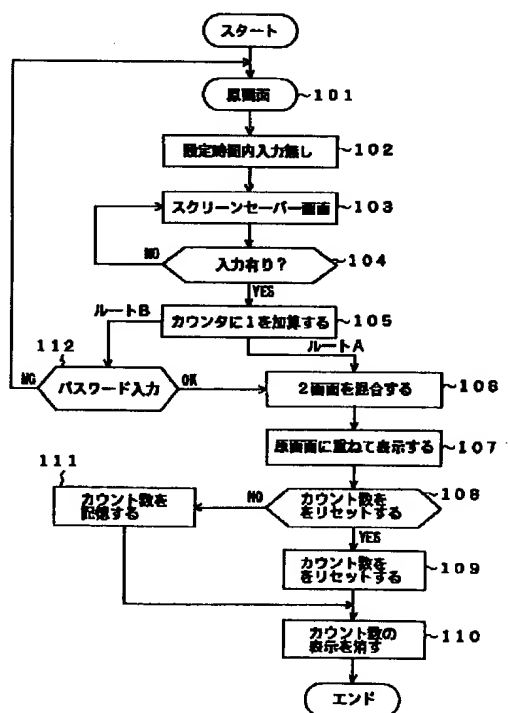 スタート
原画面
101
設定時間内入力無し
102
スクリーンセーバー画面
103
NO
入力有り?
104
YES
ルートB
カウンタに1を加算する
105
ルートA
112
NG
パスワード入力
OK
2画面を混合する
106
原画面に重ねて表示する
107
111
カウント数を
記憶する
NO
カウント数を
をリセットする
108
YES
カウント数を
をリセットする
109
カウント数の
表示を消す
110
エンド